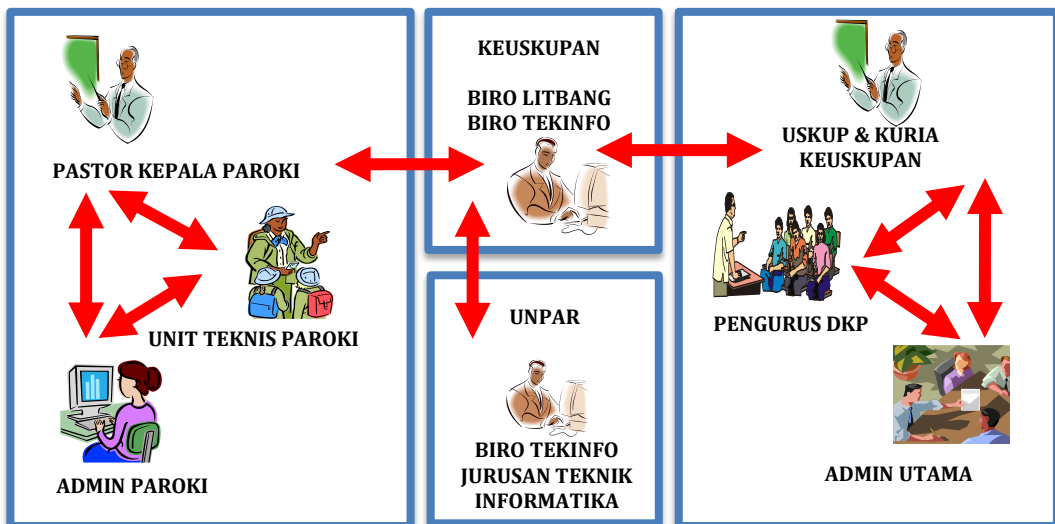 PASTOR KEPALA PAROKI
UNIT TEKNIS PAROKI
ADMIN PAROKI
KEUSKUPAN
BIRO LITBANG
BIRO TEKINFO
UNPAR
BIRO TEKINFO
JURUSAN TEKNIK
INFORMATIKA
USKUP & KURIA
KEUSKUPAN
PENGURUS DKP
ADMIN UTAMA